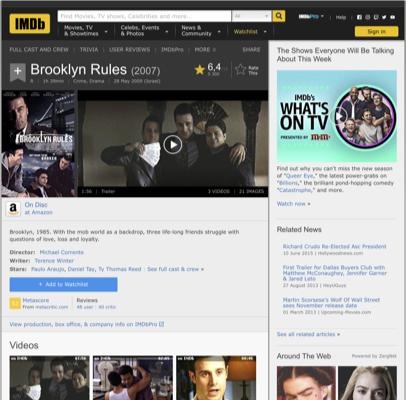 IMDb
Find Movies, TV shows, Celebrities and more...
All
IMDbPro
Help
Movies, TV & Showtimes
Celebs, Events & Photos
News & Community
Watchlist
Sign in
FULL CAST AND CREW | TRIVIA | USER REVIEWS | IMDbPro | MORE
SHARE
Brooklyn Rules (2007)
6,4
Rate This
R | 1h 39min | Crime, Drama | 28 May 2009 (Israel)
BROOKLYN RULES
1:56 | Trailer
3 VIDEOS | 21 IMAGES
On Disc
at Amazon
Brooklyn, 1985. With the mob world as a backdrop, three life-long friends struggle with questions of love, loss and loyalty.
Director: Michael Corrente
Writer: Terence Winter
Stars: Paulo Araujo, Daniel Tay, Ty Thomas Reed | See full cast & crew »
+ Add to Watchlist
Metascore
From metacritic.com
Reviews
View production, box office, & company info on IMDbPro
Videos
The Shows Everyone Will Be Talking About This Week
IMDb's
WHAT'S ON TV
PRESENTED BY m&m's
Find out why you can't miss the new season of "Queer Eye," the latest power-grabs on "Billions," the brilliant pond-hopping comedy "Catastrophe," and more.
Watch now »
Related News
Richard Crudo Re-Elected Asc President
10 June 2015 | Hollywoodnews.com
First Trailer for Dallas Buyers Club with Matthew McConaughey, Jennifer Garner & Jared Leto
27 August 2013 | HeyUGuys
Martin Scorsese's Wolf Of Wall Street sees November Release
01 March 2013 | Upcoming-Movies.com
See all related articles »
Around The Web
Powered by ZergNet